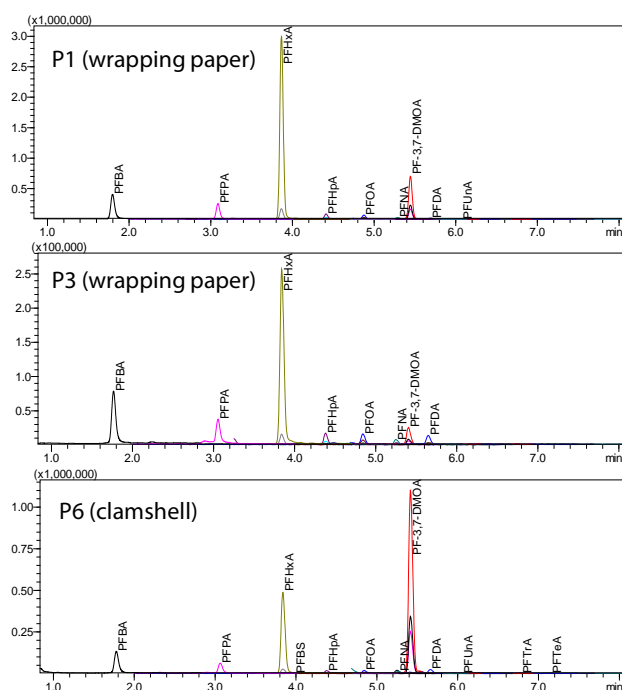 (x1,000,000)
P1 (wrapping paper)
3.0
2.5
2.0
1.5
1.0
0.5
PFBA
PFPA
PFHxA
PFHpA
PFOA
PFNA
PF-3,7-DMOA
PFDA
PFUnA
1.0 2.0 3.0 4.0 5.0 6.0 7.0 min
(x100,000)
P3 (wrapping paper)
2.5
2.0
1.5
1.0
0.5
PFBA
PFPA
PFHxA
PFHpA
PFOA
PFNA
PF-3,7-DMOA
PFDA
1.0 2.0 3.0 4.0 5.0 6.0 7.0 min
(x1,000,000)
P6 (clamshell)
1.00
0.75
0.50
0.25
PFBA
PFPA
PFHxA
PFBS
PFHpA
PFOA
PFNA
PF-3,7-DMOA
PFDA
PFUnA
PFTrA
PFTeA
1.0 2.0 3.0 4.0 5.0 6.0 7.0 min